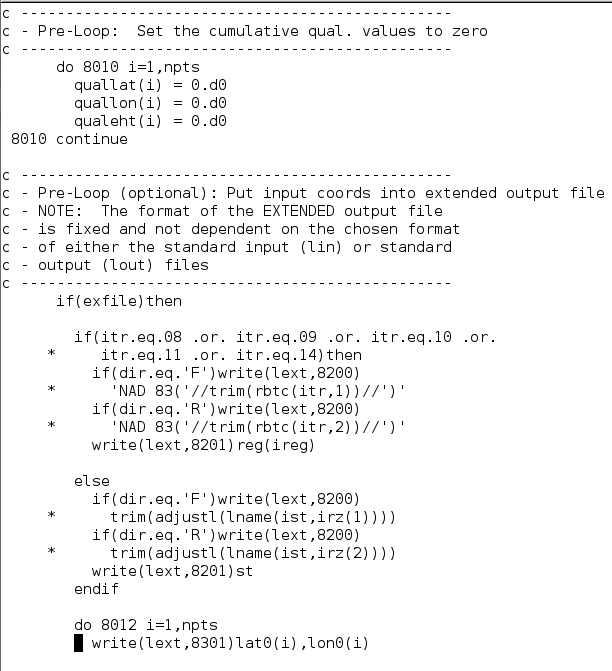 c ------------------------------------------------
c - Pre-Loop:  Set the cumulative qual. values to zero
c ------------------------------------------------
      do 8010 i=1,npts
        quallat(i) = 0.d0
        quallon(i) = 0.d0
        qualeht(i) = 0.d0
 8010 continue

c ------------------------------------------------
c - Pre-Loop (optional): Put input coords into extended output file
c - NOTE:  The format of the EXTENDED output file
c - is fixed and not dependent on the chosen format
c - of either the standard input (lin) or standard
c - output (lout) files
c ------------------------------------------------
      if(exfile)then

        if(itr.eq.08 .or. itr.eq.09 .or. itr.eq.10 .or.
     *     itr.eq.11 .or. itr.eq.14)then
          if(dir.eq.'F')write(lext,8200)
     *      'NAD 83('//trim(rbtc(itr,1))//')'
          if(dir.eq.'R')write(lext,8200)
     *      'NAD 83('//trim(rbtc(itr,2))//')'
          write(lext,8201)reg(ireg)

        else
          if(dir.eq.'F')write(lext,8200)
     *      trim(adjustl(lname(ist,irz(1))))
          if(dir.eq.'R')write(lext,8200)
     *      trim(adjustl(lname(ist,irz(2))))
          write(lext,8201)st
        endif

        do 8012 i=1,npts
          write(lext,8301)lat0(i),lon0(i)